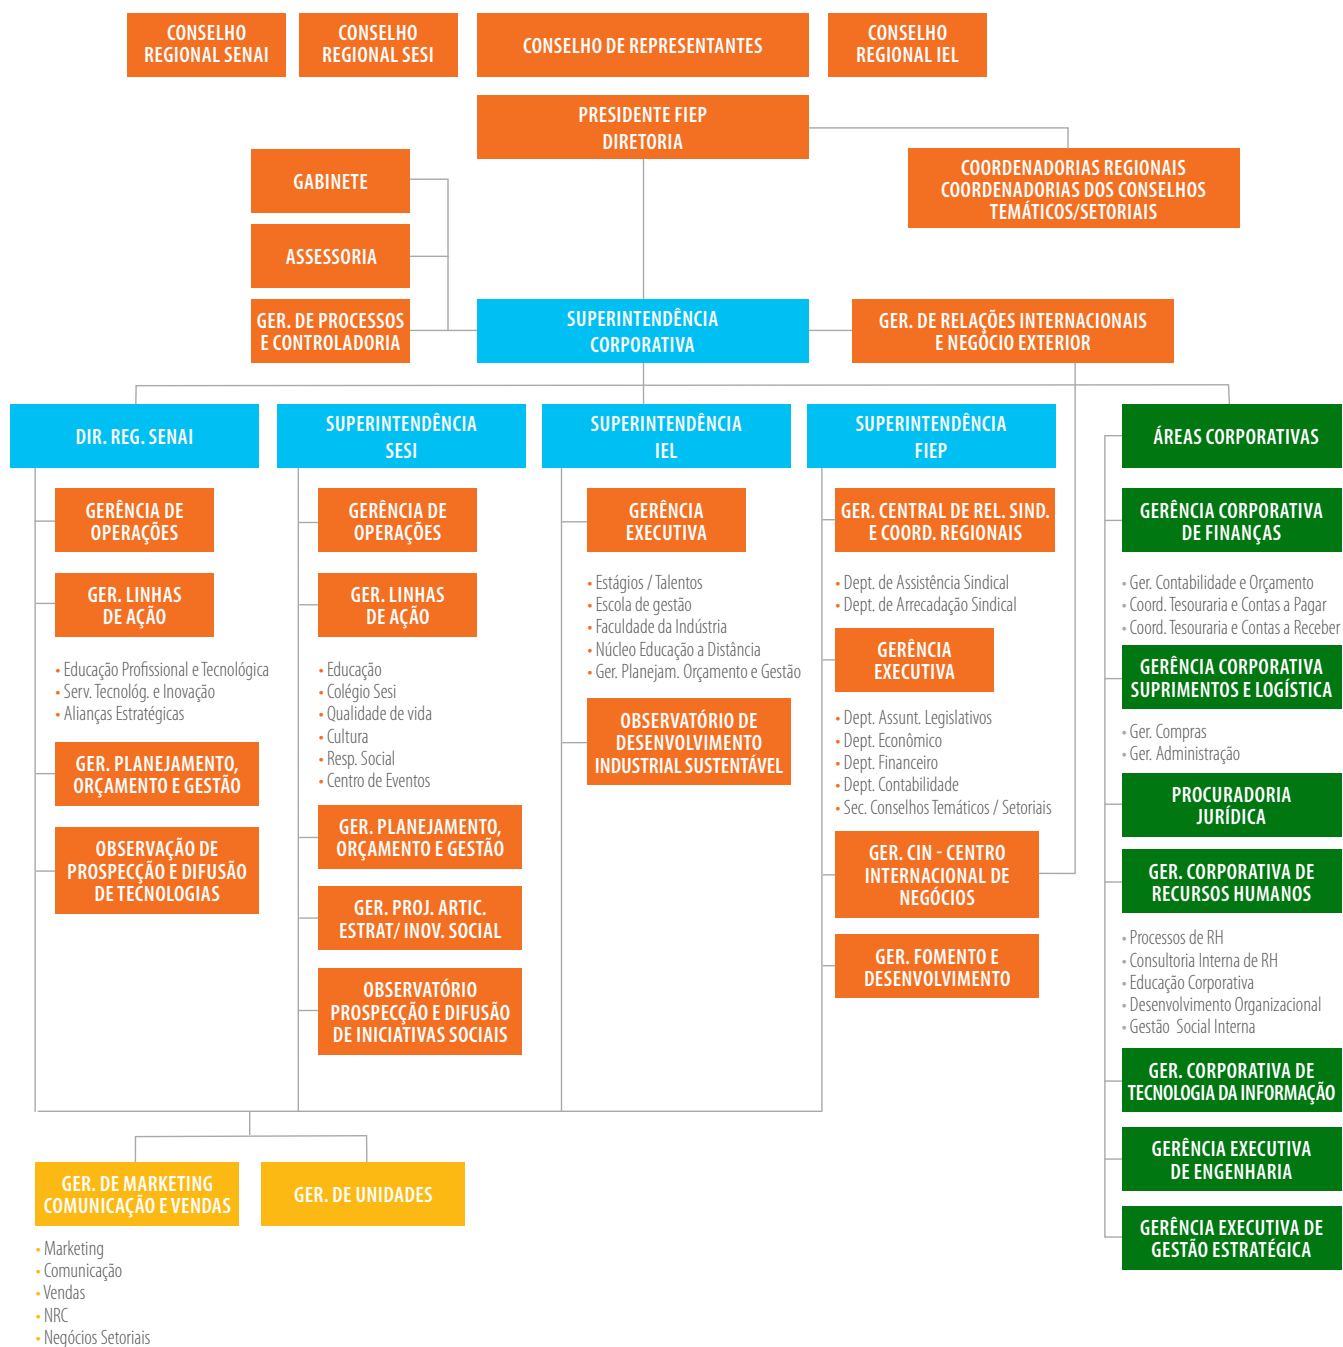 CONSELHO
REGIONAL SENAI
CONSELHO
REGIONAL SESI
CONSELHO DE REPRESENTANTES
CONSELHO
REGIONAL IEL
PRESIDENTE FIEP
DIRETORIA
COORDENADORIAS REGIONAIS
COORDENADORIAS DOS CONSELHOS
TEMÁTICOS/SETORIAIS
GABINETE
ASSESSORIA
GER. DE PROCESSOS
E CONTROLADORIA
SUPERINTENDÊNCIA
CORPORATIVA
GER. DE RELAÇÕES INTERNACIONAIS
E NEGÓCIO EXTERIOR
DIR. REG. SENAI
GERÊNCIA DE
OPERAÇÕES
GER. LINHAS
DE AÇÃO
• Educação Profissional e Tecnológica
• Serv. Tecnológ. e Inovação
• Alianças Estratégicas
GER. PLANEJAMENTO,
ORÇAMENTO E GESTÃO
OBSERVAÇÃO DE
PROSPECÇÃO E DIFUSÃO
DE TECNOLOGIAS
SUPERINTENDÊNCIA
SESI
GERÊNCIA DE
OPERAÇÕES
GER. LINHAS
DE AÇÃO
• Educação
• Colégio Sesi
• Qualidade de vida
• Cultura
• Resp. Social
• Centro de Eventos
GER. PLANEJAMENTO,
ORÇAMENTO E GESTÃO
GER. PROJ. ARTIC.
ESTRAT/ INOV. SOCIAL
OBSERVATÓRIO
PROSPECÇÃO E DIFUSÃO
DE INICIATIVAS SOCIAIS
SUPERINTENDÊNCIA
IEL
GERÊNCIA
EXECUTIVA
• Estágios / Talentos
• Escola de gestão
• Faculdade da Indústria
• Núcleo Educação a Distância
• Ger. Planejam. Orçamento e Gestão
OBSERVATÓRIO DE
DESENVOLVIMENTO
INDUSTRIAL SUSTENTÁVEL
SUPERINTENDÊNCIA
FIEP
GER. CENTRAL DE REL. SIND.
E COORD. REGIONAIS
• Dept. de Assistência Sindical
• Dept. de Arrecadação Sindical
GERÊNCIA
EXECUTIVA
• Dept. Assunt. Legislativos
• Dept. Econômico
• Dept. Financeiro
• Dept. Contabilidade
• Sec. Conselhos Temáticos / Setoriais
GER. CIN - CENTRO
INTERNACIONAL DE
NEGÓCIOS
GER. FOMENTO E
DESENVOLVIMENTO
ÁREAS CORPORATIVAS
GERÊNCIA CORPORATIVA
DE FINANÇAS
• Ger. Contabilidade e Orçamento
• Coord. Tesouraria e Contas a Pagar
• Coord. Tesouraria e Contas a Receber
GERÊNCIA CORPORATIVA
SUPRIMENTOS E LOGÍSTICA
• Ger. Compras
• Ger. Administração
PROCURADORIA
JURÍDICA
GER. CORPORATIVA DE
RECURSOS HUMANOS
• Processos de RH
• Consultoria Interna de RH
• Educação Corporativa
• Desenvolvimento Organizacional
• Gestão Social Interna
GER. CORPORATIVA DE
TECNOLOGIA DA INFORMAÇÃO
GERÊNCIA EXECUTIVA
DE ENGENHARIA
GERÊNCIA EXECUTIVA DE
GESTÃO ESTRATÉGICA
GER. DE MARKETING
COMUNICAÇÃO E VENDAS
• Marketing
• Comunicação
• Vendas
• NRC
• Negócios Setoriais
GER. DE UNIDADES